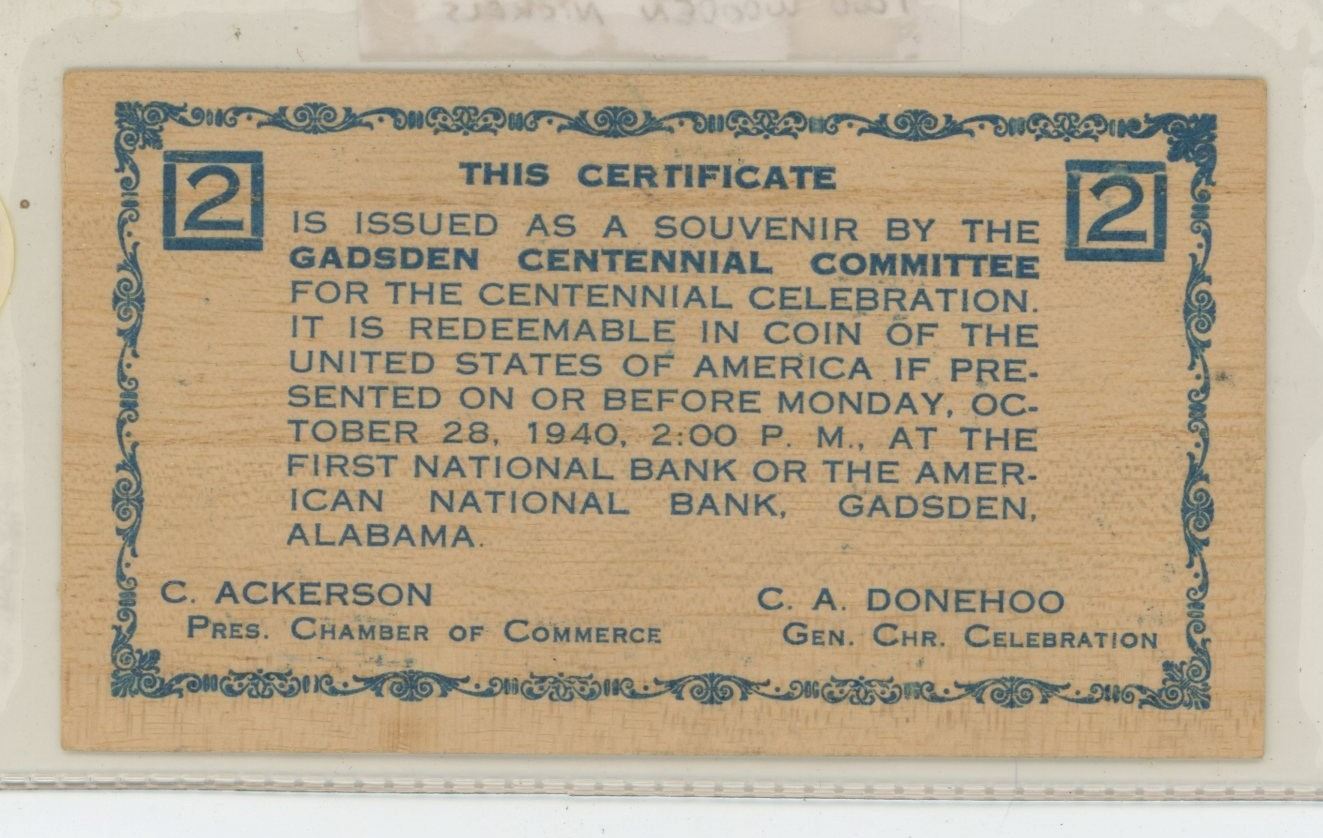 TWO WOODEN NICKELS
2
2
THIS CERTIFICATE
IS ISSUED AS A SOUVENIR BY THE
GADSDEN CENTENNIAL COMMITTEE
FOR THE CENTENNIAL CELEBRATION.
IT IS REDEEMABLE IN COIN OF THE
UNITED STATES OF AMERICA IF PRE-
SENTED ON OR BEFORE MONDAY, OC-
TOBER 28, 1940, 2:00 P. M., AT THE
FIRST NATIONAL BANK OR THE AMER-
ICAN NATIONAL BANK, GADSDEN,
ALABAMA.
C. ACKERSON
PRES. CHAMBER OF COMMERCE
C. A. DONEHOO
GEN. CHR. CELEBRATION